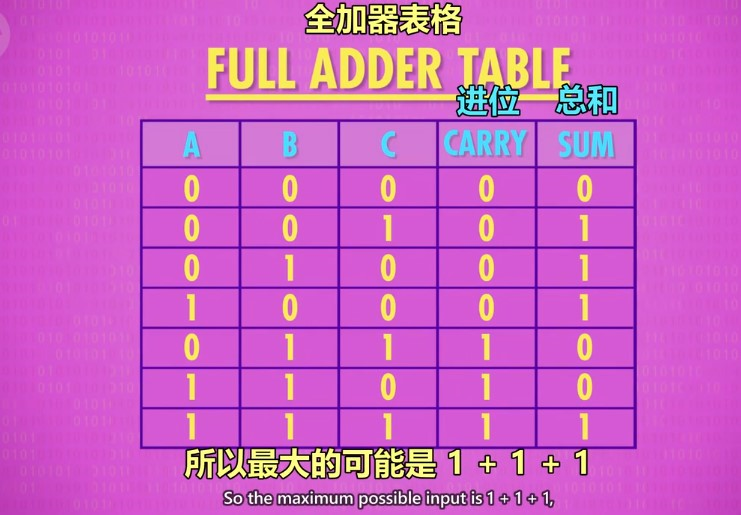 全加器表格
FULL ADDER TABLE
进位 总和
A B C CARRY SUM
0 0 0 0 0
0 0 1 0 1
0 1 0 0 1
1 0 0 0 1
0 1 1 1 0
1 1 0 1 0
1 1 1 1 1
所以最大的可能是 1 + 1 + 1
So the maximum possible input is 1 + 1 + 1,